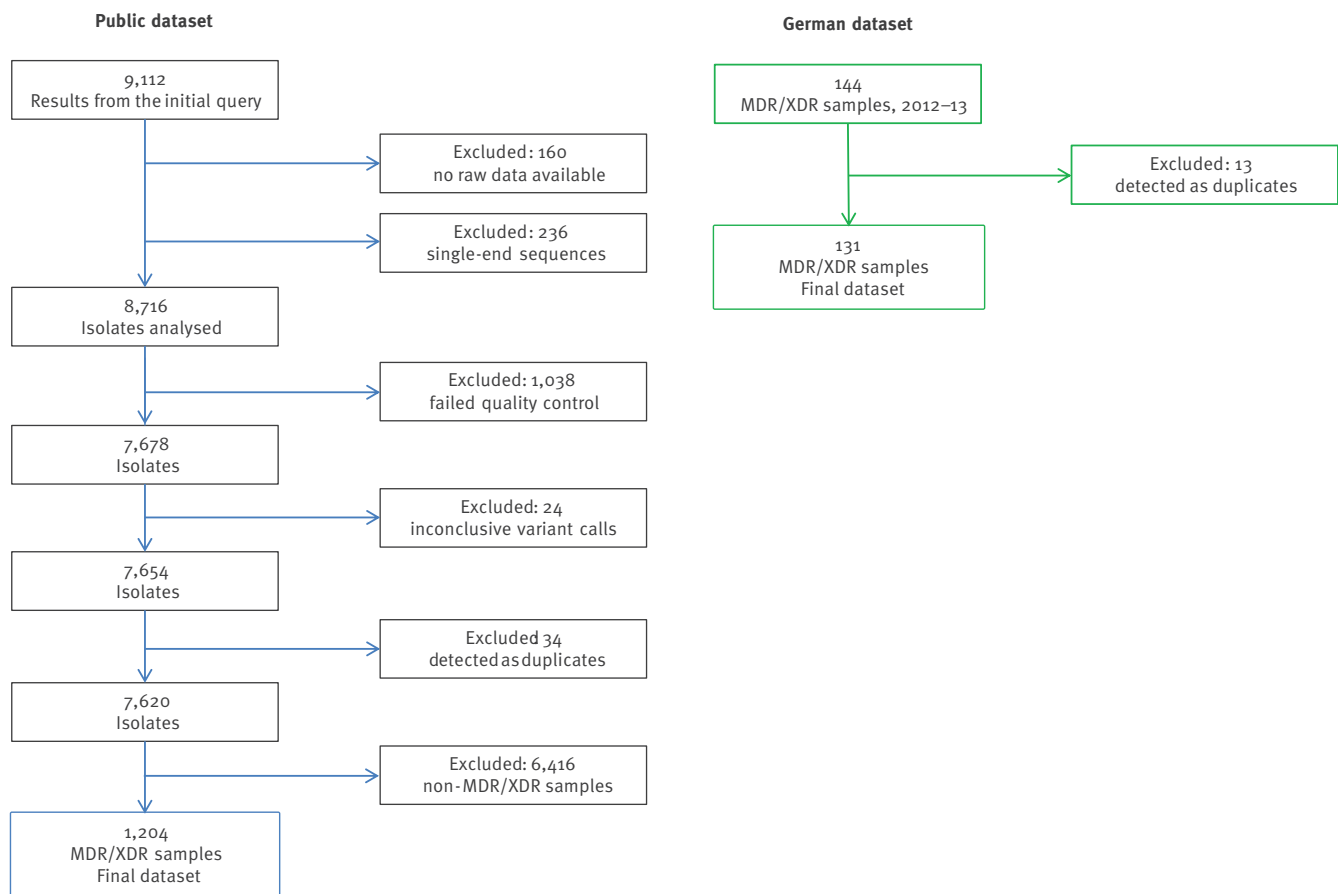 Public dataset
9,112
Results from the initial query
Excluded: 160
no raw data available
Excluded: 236
single-end sequences
8,716
Isolates analysed
Excluded: 1,038
failed quality control
7,678
Isolates
Excluded: 24
inconclusive variant calls
7,654
Isolates
Excluded 34
detected as duplicates
7,620
Isolates
Excluded: 6,416
non-MDR/XDR samples
1,204
MDR/XDR samples
Final dataset
German dataset
144
MDR/XDR samples, 2012–13
Excluded: 13
detected as duplicates
131
MDR/XDR samples
Final dataset